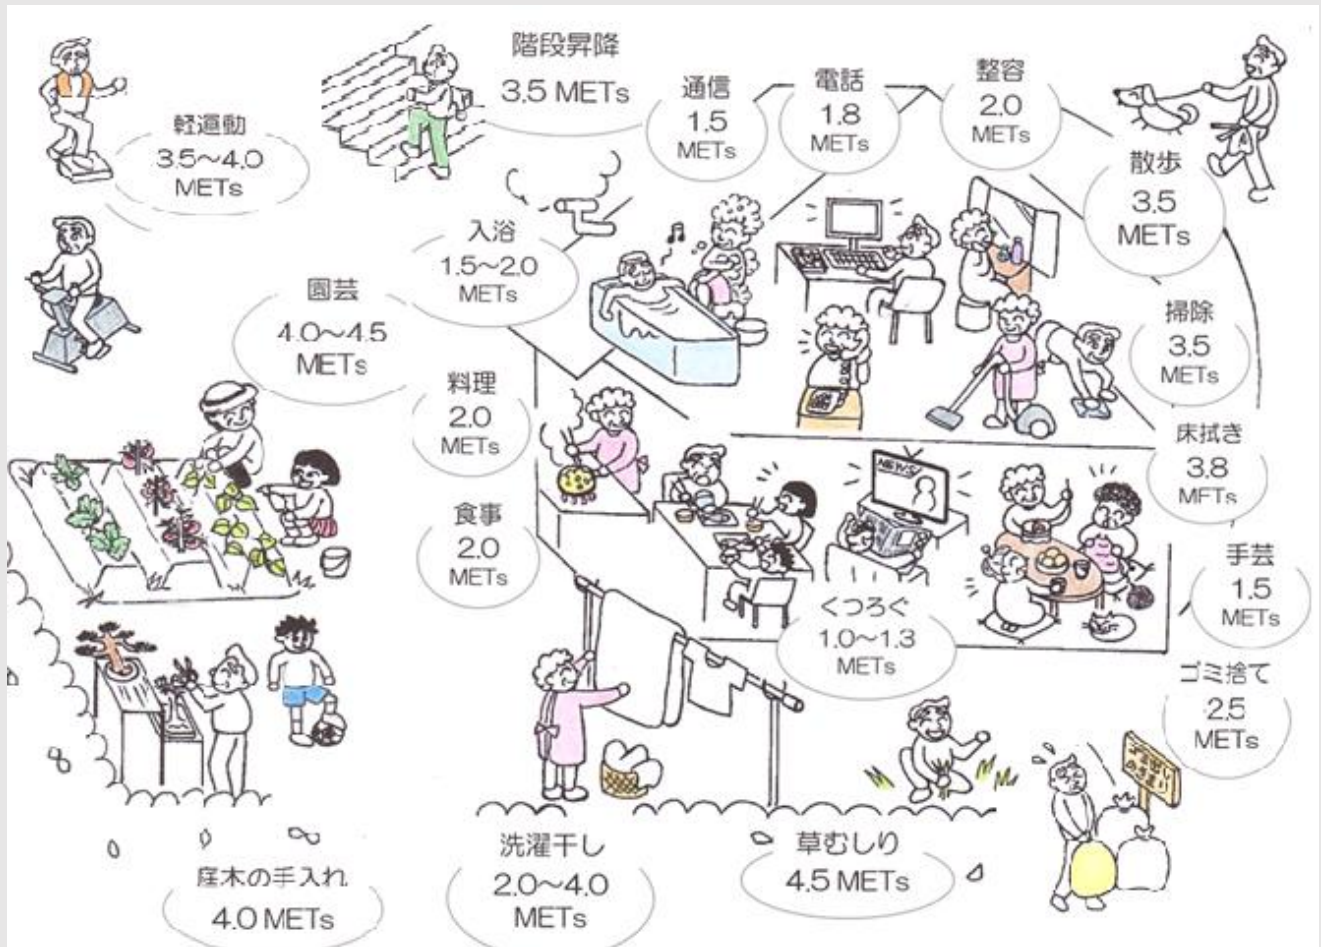 階段昇降
3.5 METs
通信
1.5
METs
電話
1.8
METs
整容
2.0
METs
軽運動
3.5～4.0
METs
散歩
3.5
METs
入浴
1.5～2.0
METs
園芸
4.0～4.5
METs
掃除
3.5
METs
料理
2.0
METs
床拭き
3.8
METs
NEWS
食事
2.0
METs
手芸
1.5
METs
くつろぐ
1.0～1.3
METs
ゴミ捨て
2.5
METs
庭木の手入れ
4.0 METs
洗濯干し
2.0～4.0
METs
草むしり
4.5 METs